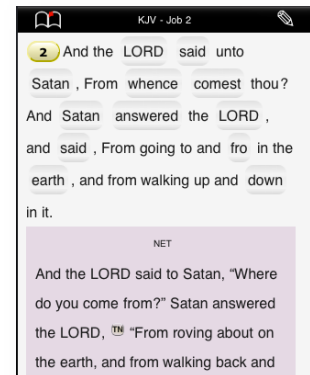 KJV - Job 2
2 And the LORD said unto
Satan , From whence comest thou?
And Satan answered the LORD ,
and said , From going to and fro in the
earth , and from walking up and down
in it.
NET
And the LORD said to Satan, “Where
do you come from?” Satan answered
the LORD, TN “From roving about on
the earth, and from walking back and